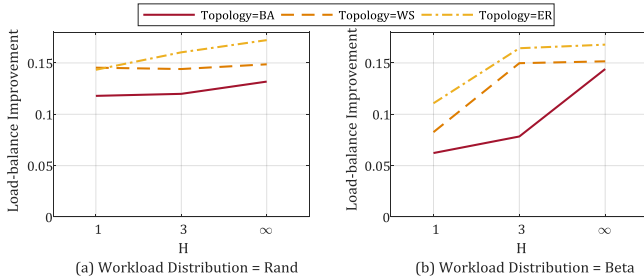 Topology=BA Topology=WS Topology=ER
Load-balance Improvement
0.15
0.1
0.05
0
1 3 ∞
H
(a) Workload Distribution = Rand
Load-balance Improvement
0.15
0.1
0.05
0
1 3 ∞
H
(b) Workload Distribution = Beta